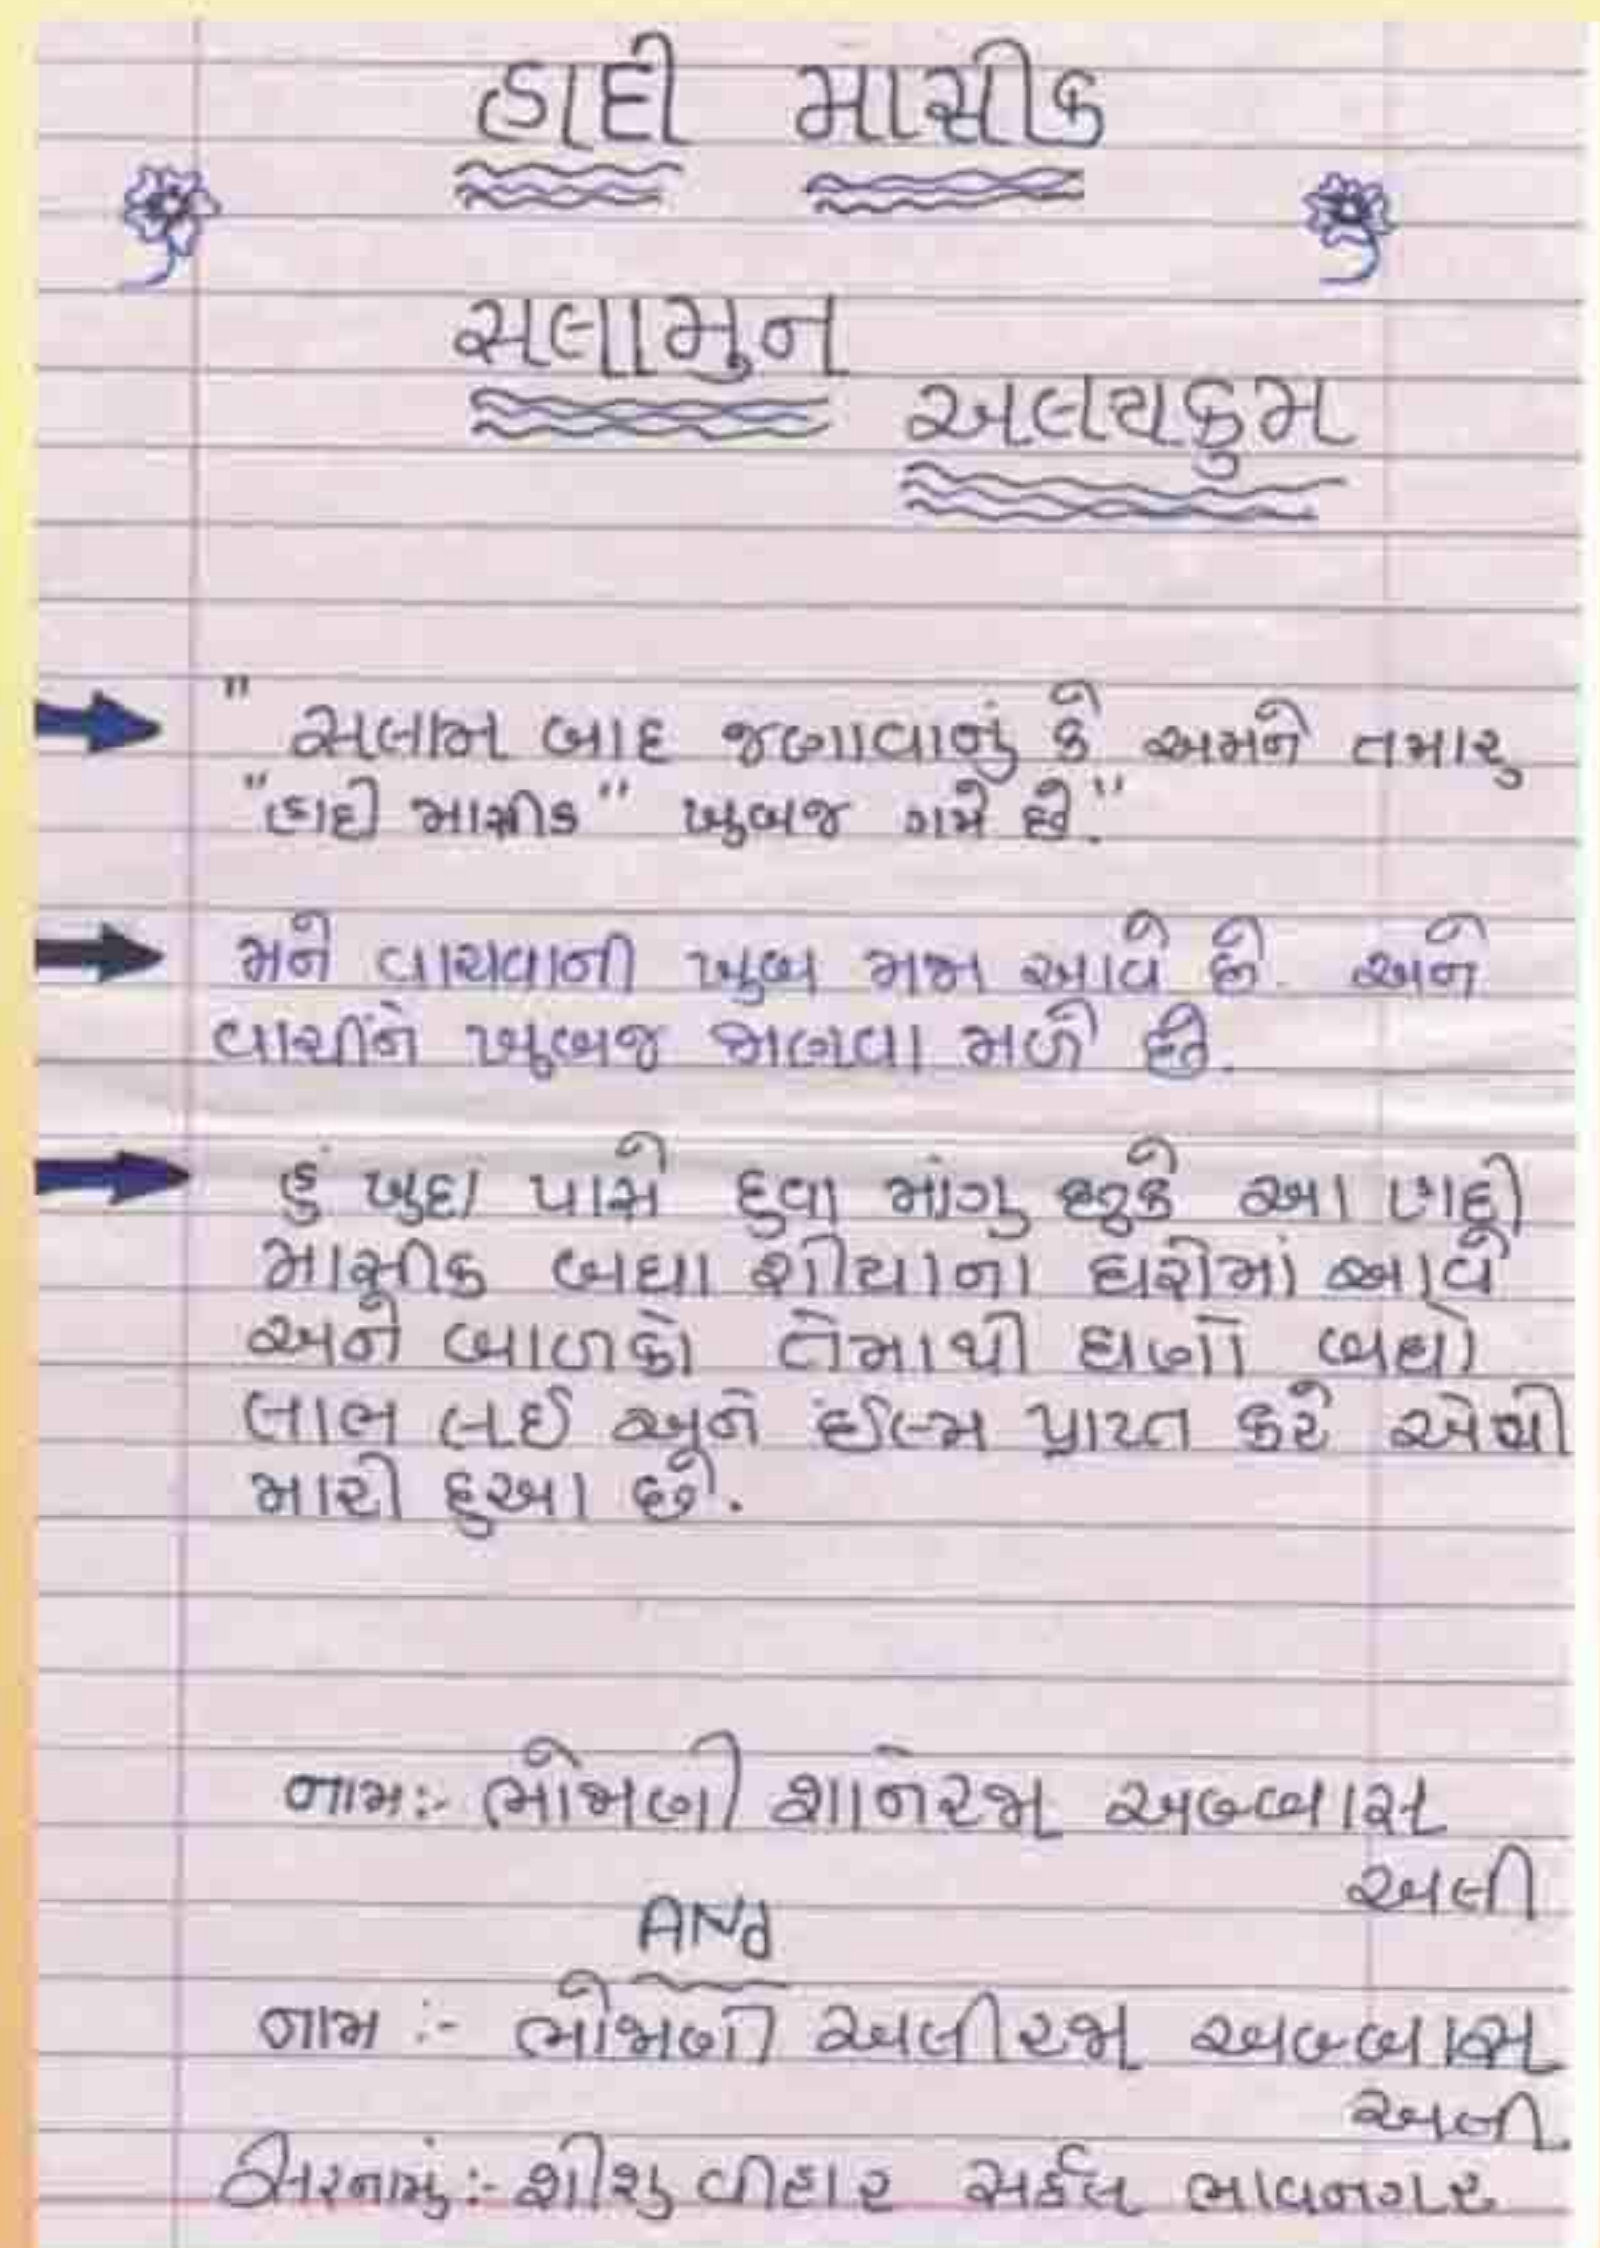 હાદી માસીક
સલામુન
અલયકુમ
" સલામ બાદ જણાવાનું કે અમને તમારુ
"હાદી માસીક" ખુબજ ગમે છે."
મને વાચવાની ખુબ મજા આવે છે. અને
વાચીને ખુબજ જાણવા મળે છે.
હું ખુદા પાસે દુવા માંગુ છુકે આ હાદી
માસીક બધા શીયાના ઘરોમાં આવે
અને બાળકો તેમાથી ઘણો બધો
લાભ લઈ અને ઈલ્મ પ્રાપ્ત કરે એવી
મારી દુઆ છે.
નામ:- ભોજાણી શાનેરજા અબ્બાસ
અલી
ANd
નામ :- ભોજાણી અલીરજા અબ્બાસ
અલી
સરનામું:- શીશુ વીહાર સર્કલ ભાવનગર